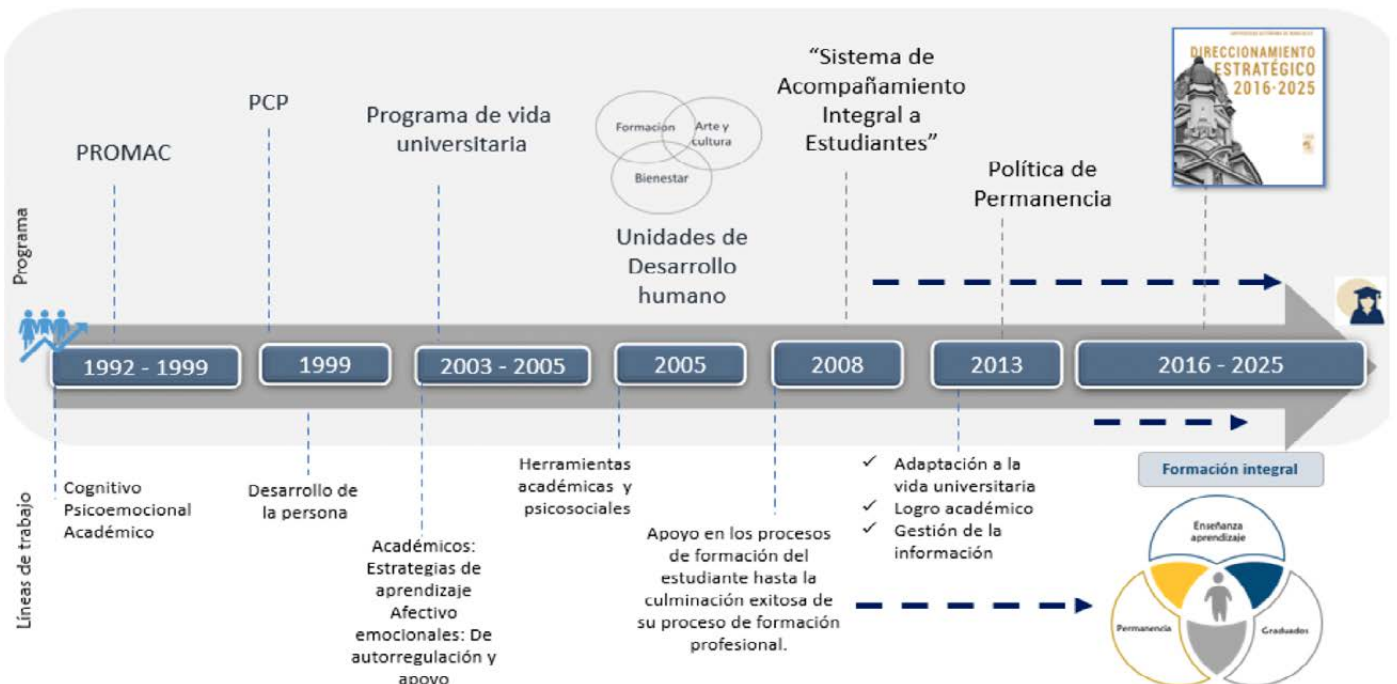 UNIVERSIDAD AUTÓNOMA DE MANIZALES
DIRECCIONAMIENTO
ESTRATÉGICO
2016-2025
"Sistema de
Acompañamiento
Integral a
Estudiantes"
PCP
Programa de vida
universitaria
Formación
Arte y
cultura
Bienestar
PROMAC
Política de
Permanencia
Unidades de
Desarrollo
humano
Programa
1992 - 1999
1999
2003 - 2005
2005
2008
2013
2016 - 2025
Líneas de trabajo
Cognitivo
Psicoemocional
Académico
Desarrollo de
la persona
Académicos:
Estrategias de
aprendizaje
Afectivo
emocionales: De
autorregulación y
apoyo
Herramientas
académicas y
psicosociales
Apoyo en los procesos
de formación del
estudiante hasta la
culminación exitosa de
su proceso de formación
profesional.
✓ Adaptación a la
vida universitaria
✓ Logro académico
✓ Gestión de la
información
Formación integral
Enseñanza
aprendizaje
Permanencia
Graduados